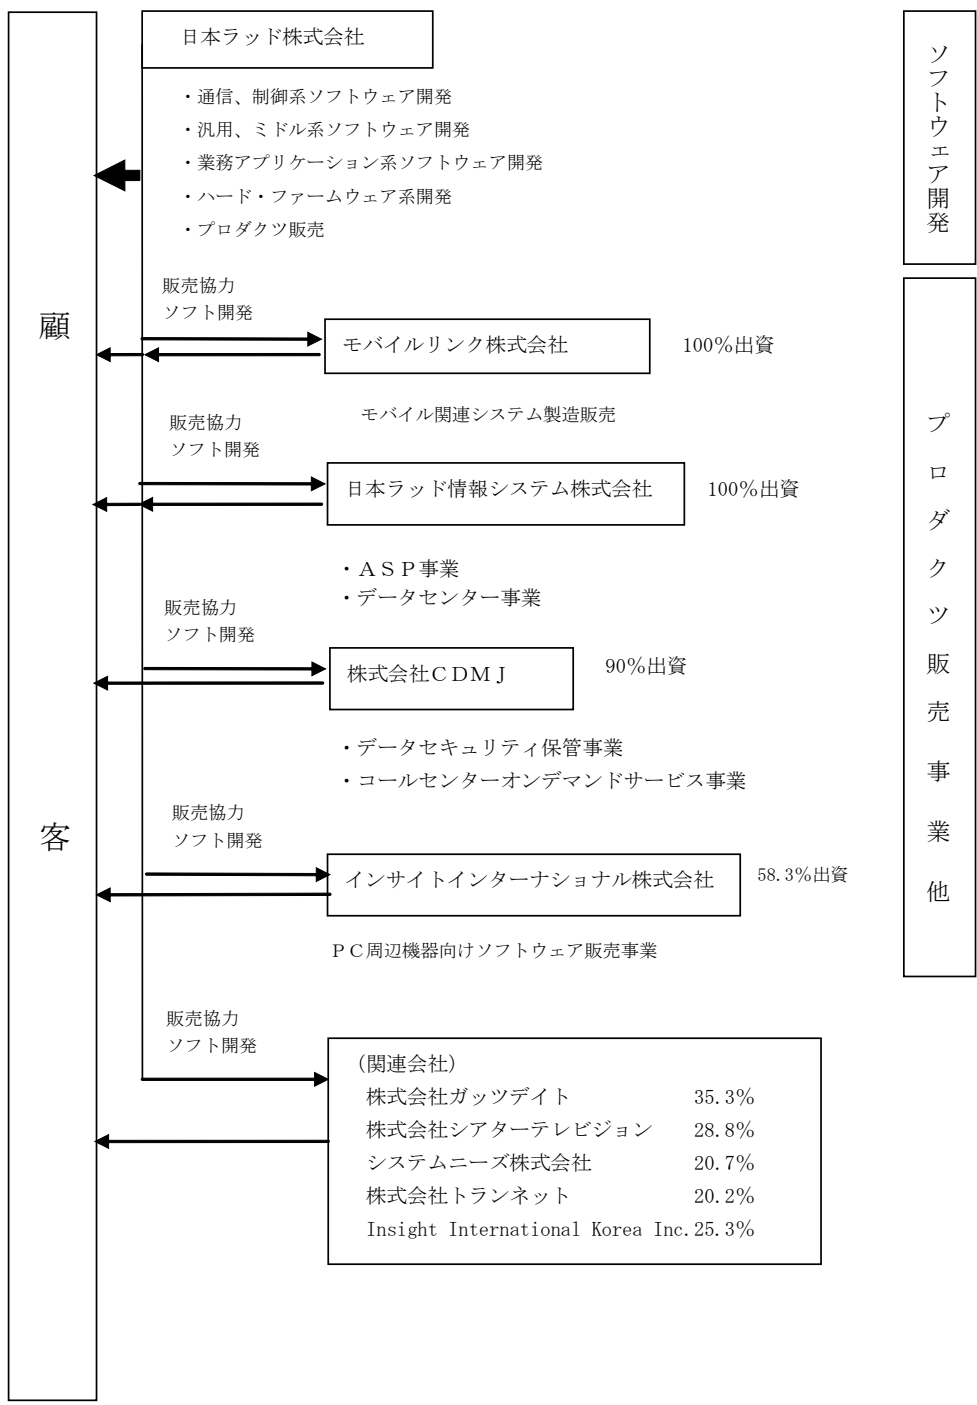 日本ラッド株式会社
・通信、制御系ソフトウェア開発
・汎用、ミドル系ソフトウェア開発
・業務アプリケーション系ソフトウェア開発
・ハード・ファームウェア系開発
・プロダクツ販売
ソフトウェア開発
顧客
販売協力
ソフト開発
モバイルリンク株式会社
100％出資
モバイル関連システム製造販売
販売協力
ソフト開発
日本ラッド情報システム株式会社
100％出資
・ＡＳＰ事業
・データセンター事業
販売協力
ソフト開発
株式会社ＣＤＭＪ
90％出資
・データセキュリティ保管事業
・コールセンターオンデマンドサービス事業
販売協力
ソフト開発
インサイトインターナショナル株式会社
58.3％出資
ＰＣ周辺機器向けソフトウェア販売事業
プロダクツ販売事業他
販売協力
ソフト開発
（関連会社）
株式会社ガッツデイト 35.3％
株式会社シアターテレビジョン 28.8％
システムニーズ株式会社 20.7％
株式会社トランネット 20.2％
Insight International Korea Inc. 25.3％